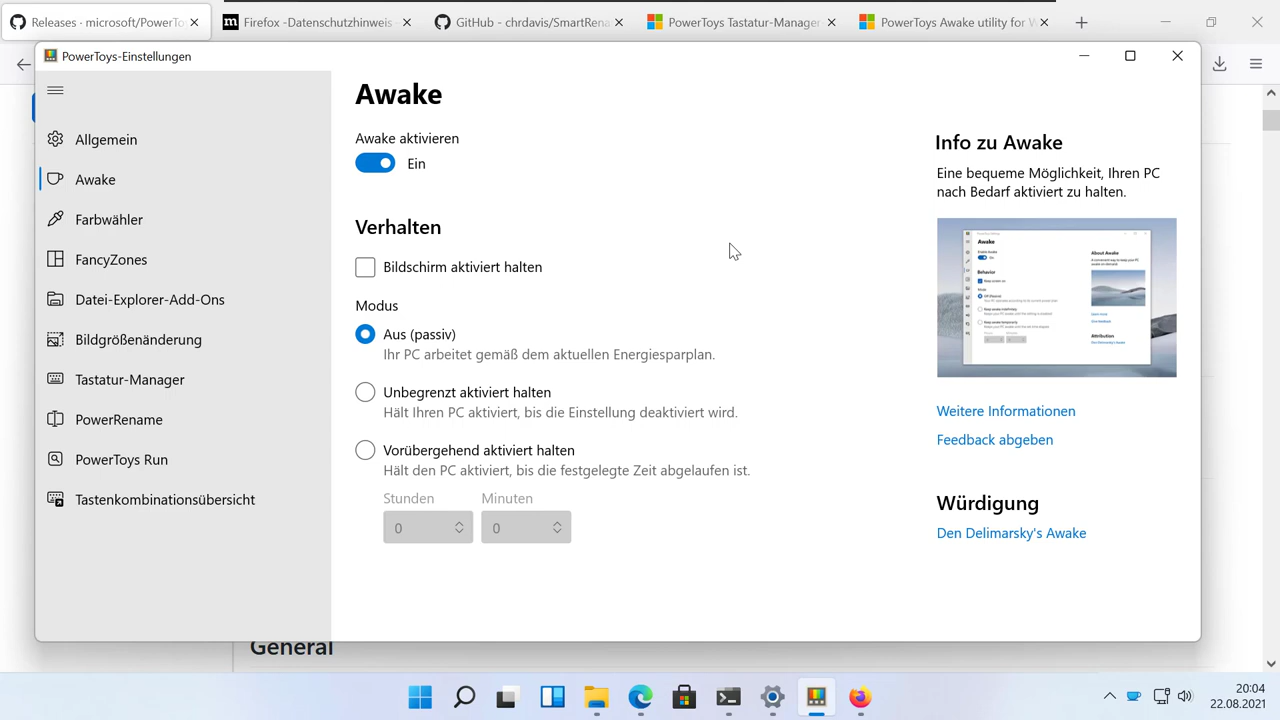 Releases · microsoft/PowerTo
Firefox -Datenschutzhinweis
GitHub - chrdavis/SmartRena
PowerToys Tastatur-Manager
PowerToys Awake utility for W
PowerToys-Einstellungen
Allgemein
Awake
Farbwähler
FancyZones
Datei-Explorer-Add-Ons
Bildgrößenänderung
Tastatur-Manager
PowerRename
PowerToys Run
Tastenkombinationsübersicht
Awake
Awake aktivieren
Ein
Verhalten
Bildschirm aktiviert halten
Modus
Aus (passiv)
Ihr PC arbeitet gemäß dem aktuellen Energiesparplan.
Unbegrenzt aktiviert halten
Hält Ihren PC aktiviert, bis die Einstellung deaktiviert wird.
Vorübergehend aktiviert halten
Hält den PC aktiviert, bis die festgelegte Zeit abgelaufen ist.
Stunden Minuten
0 0
Info zu Awake
Eine bequeme Möglichkeit, Ihren PC
nach Bedarf aktiviert zu halten.
Awake
About Awake
Behavior
Attribution
Weitere Informationen
Feedback abgeben
Würdigung
Den Delimarsky's Awake
General
20:04
22.08.2021